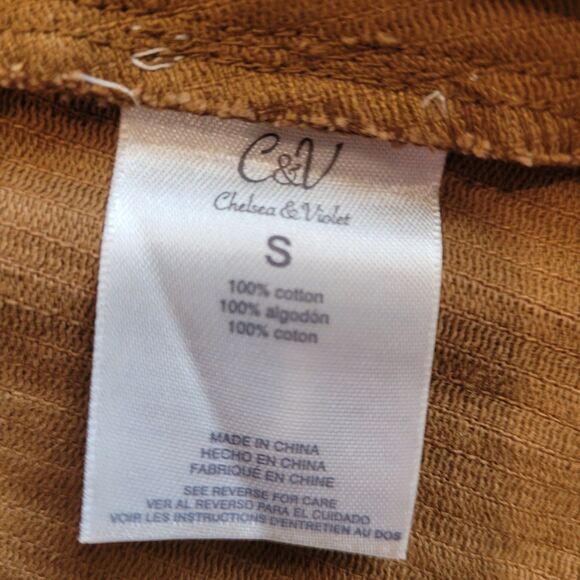 C&V
Chelsea & Violet
S
100% cotton
100% algodón
100% coton
MADE IN CHINA
HECHO EN CHINA
FABRIQUÉ EN CHINE
SEE REVERSE FOR CARE
VER AL REVERSO PARA EL CUIDADO
VOIR LES INSTRUCTIONS D'ENTRETIEN AU DOS